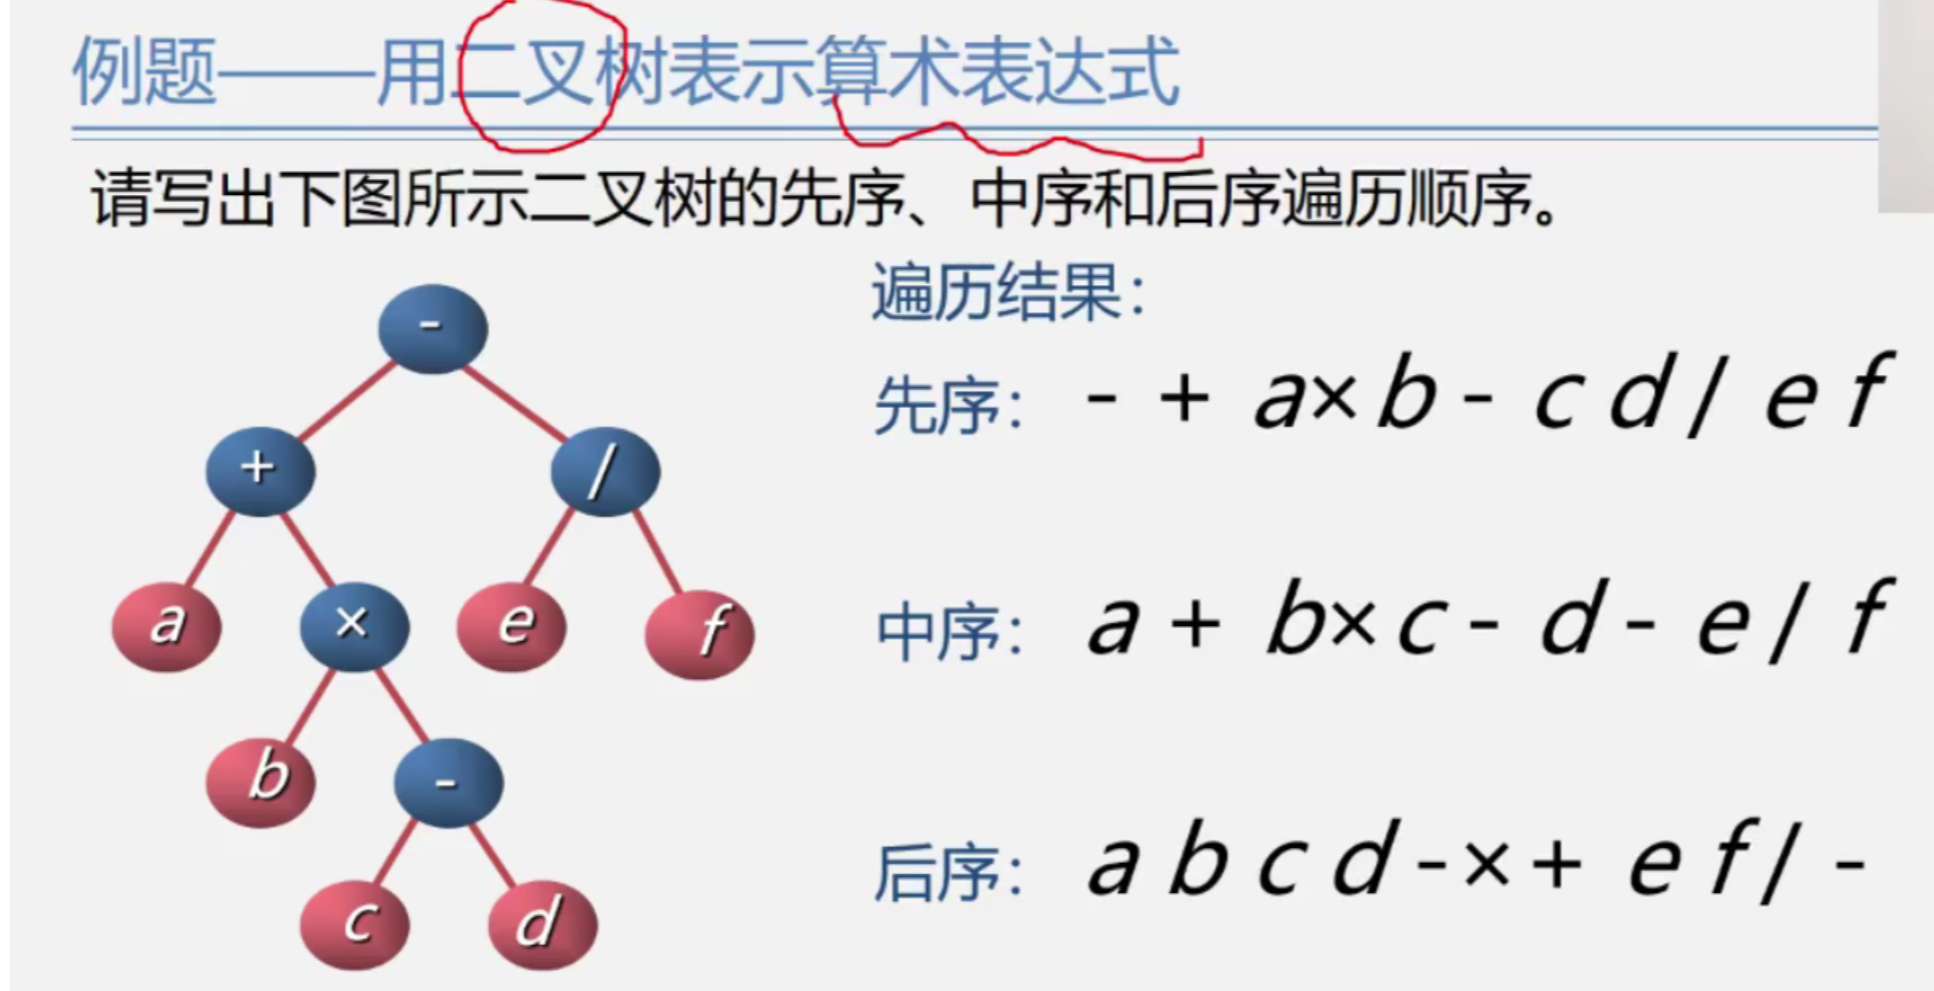 例题——用二叉树表示算术表达式
请写出下图所示二叉树的先序、中序和后序遍历顺序。
遍历结果:
先序: - + a×b - c d / e f
中序: a + b×c - d - e / f
后序: a b c d -×+ e f / -
-
+ /
a × e f
b -
c d